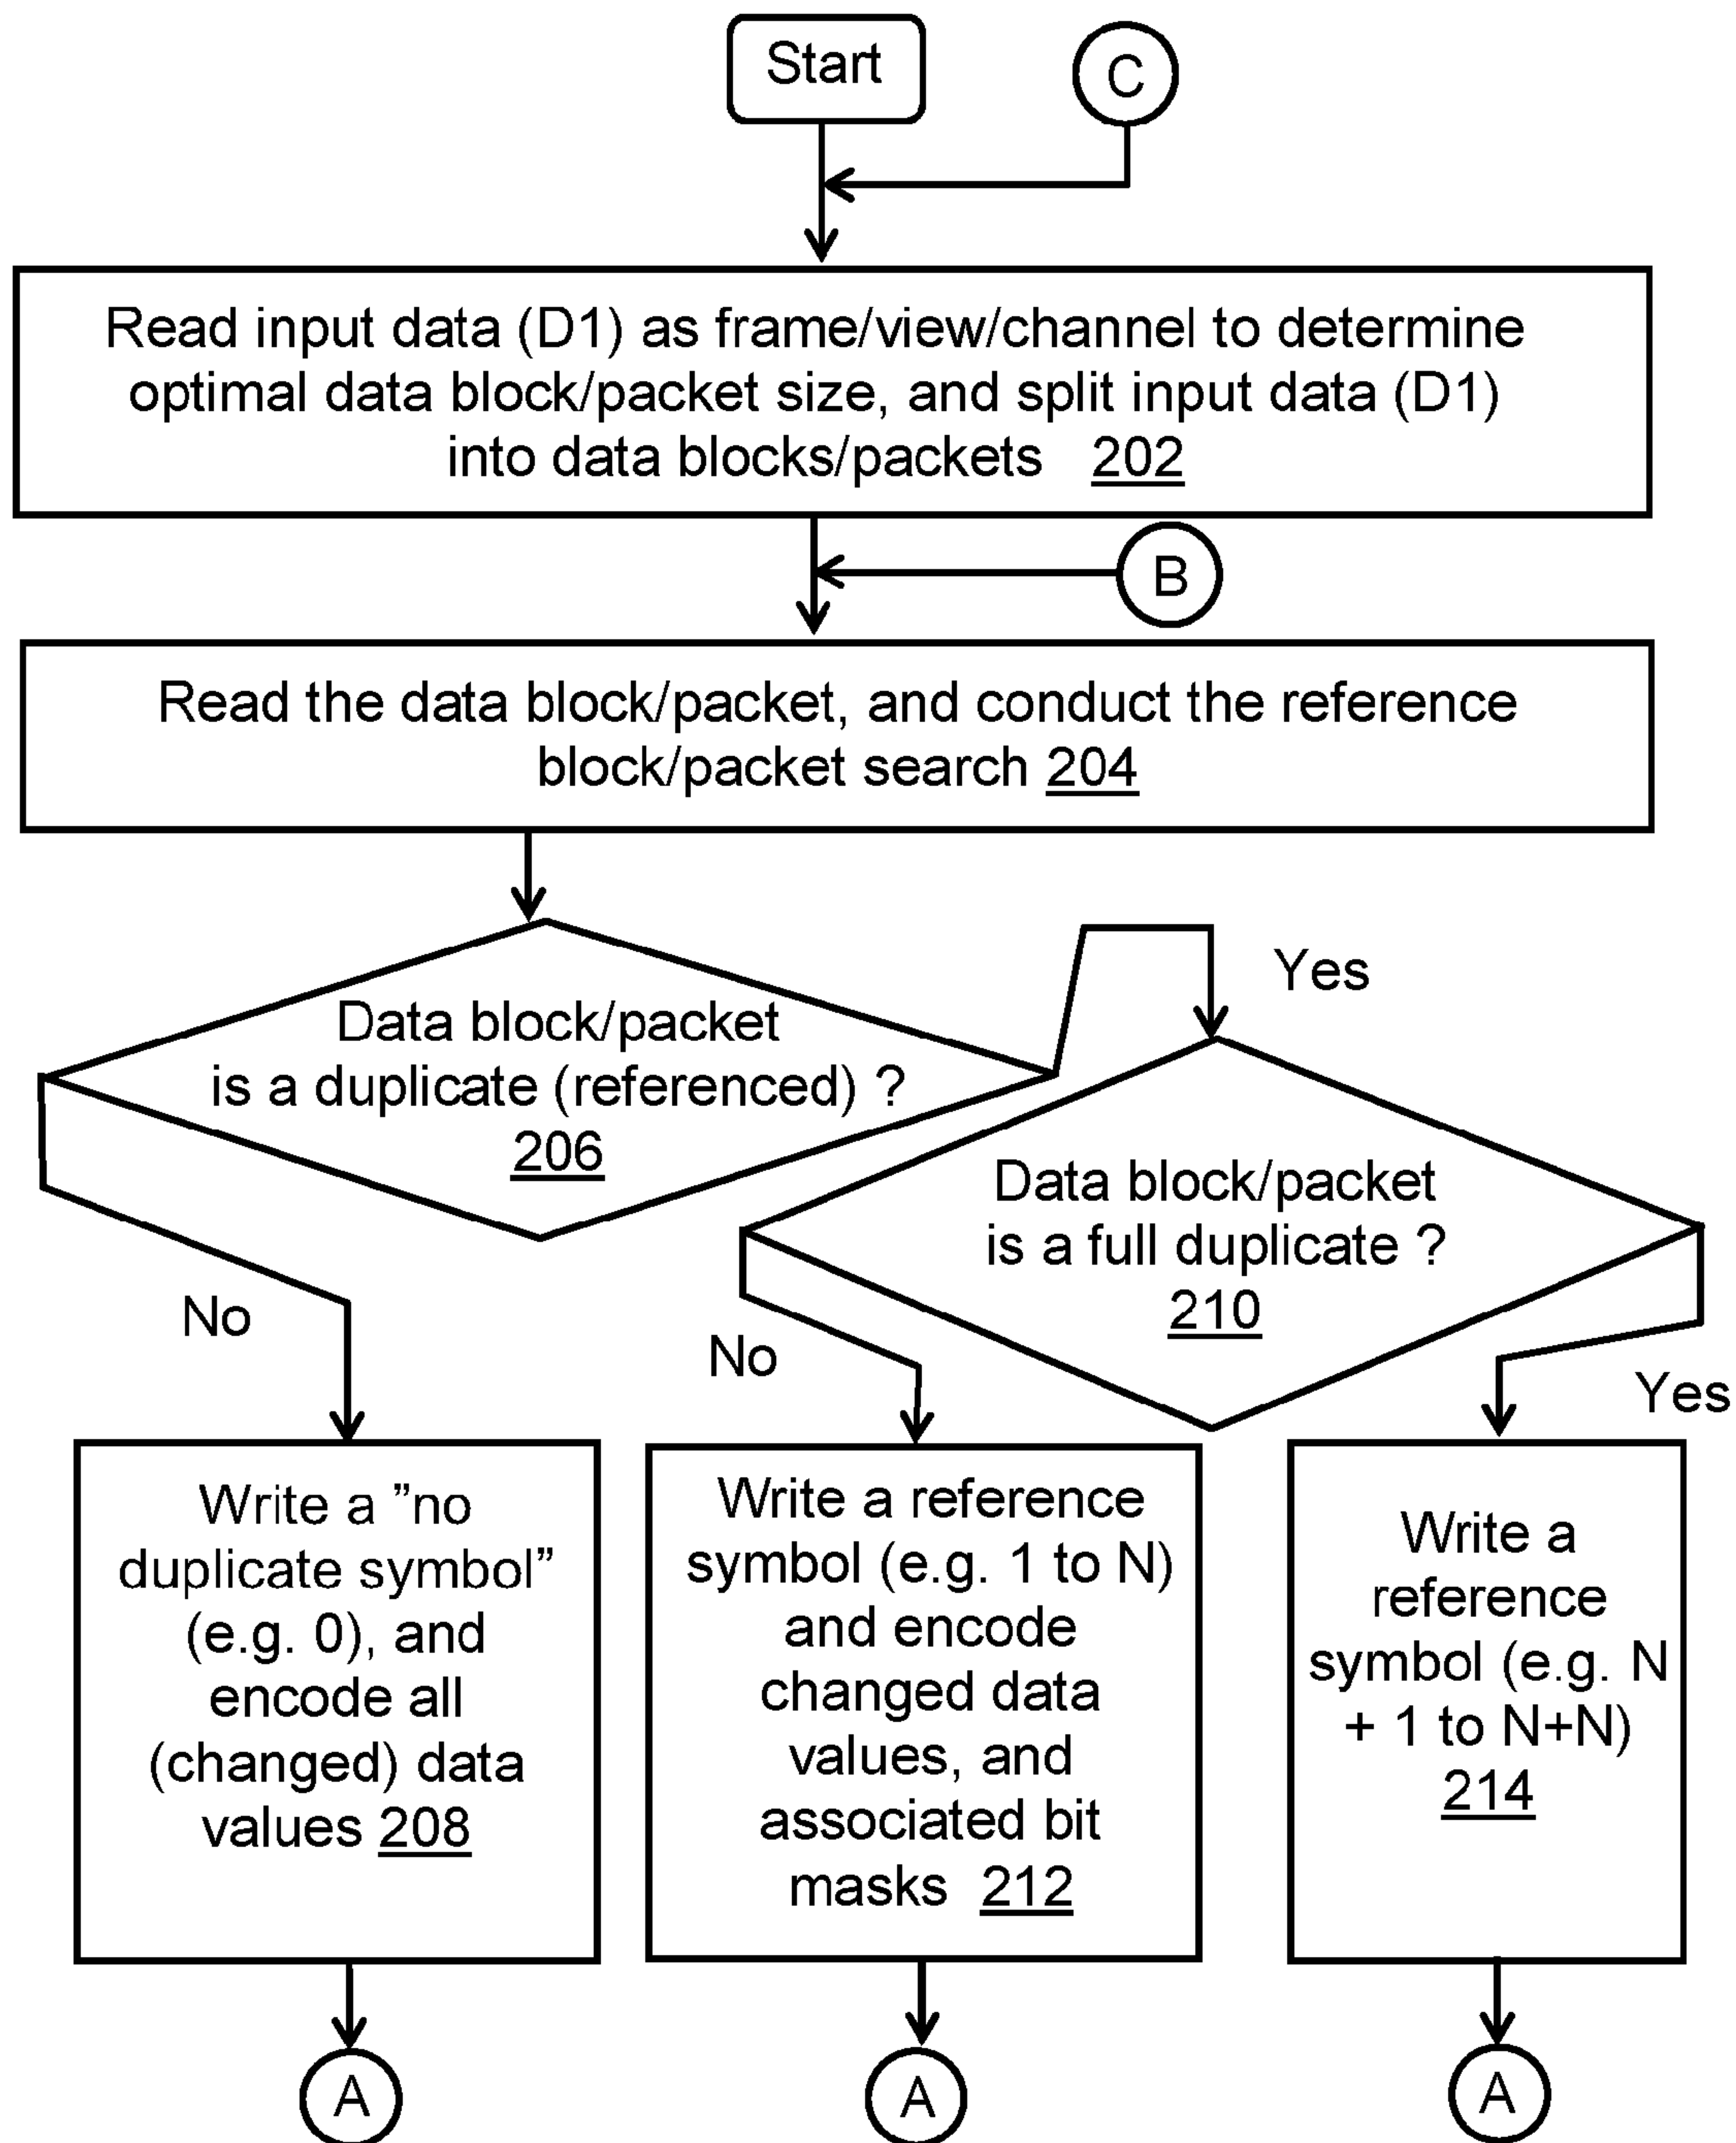 Start
C
Read input data (D1) as frame/view/channel to determine
optimal data block/packet size, and split input data (D1)
into data blocks/packets 202
B
Read the data block/packet, and conduct the reference
block/packet search 204
Yes
Data block/packet
is a duplicate (referenced) ?
206
Data block/packet
is a full duplicate ?
210
No
No
Yes
Write a ”no
duplicate symbol”
(e.g. 0), and
encode all
(changed) data
values 208
Write a reference
symbol (e.g. 1 to N)
and encode
changed data
values, and
associated bit
masks 212
Write a
reference
symbol (e.g. N
+ 1 to N+N)
214
A
A
A